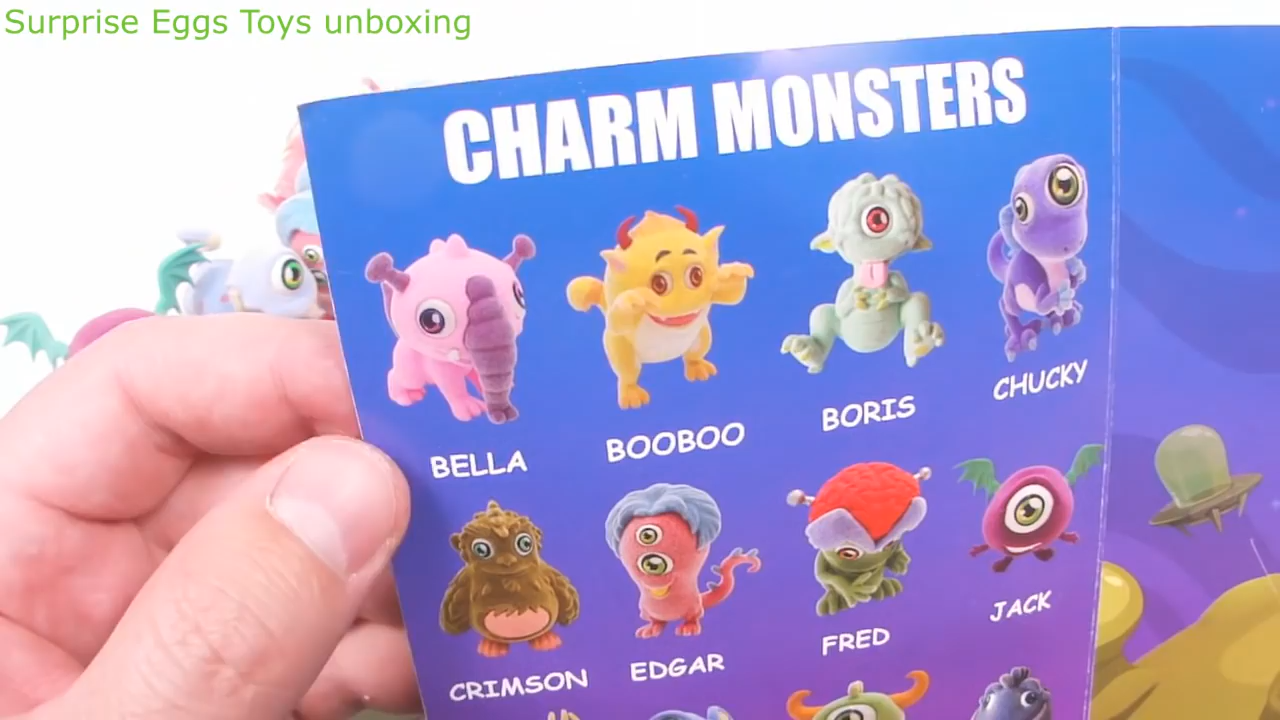 Surprise Eggs Toys unboxing
CHARM MONSTERS
BELLA
BOOBOO
BORIS
CHUCKY
CRIMSON
EDGAR
FRED
JACK